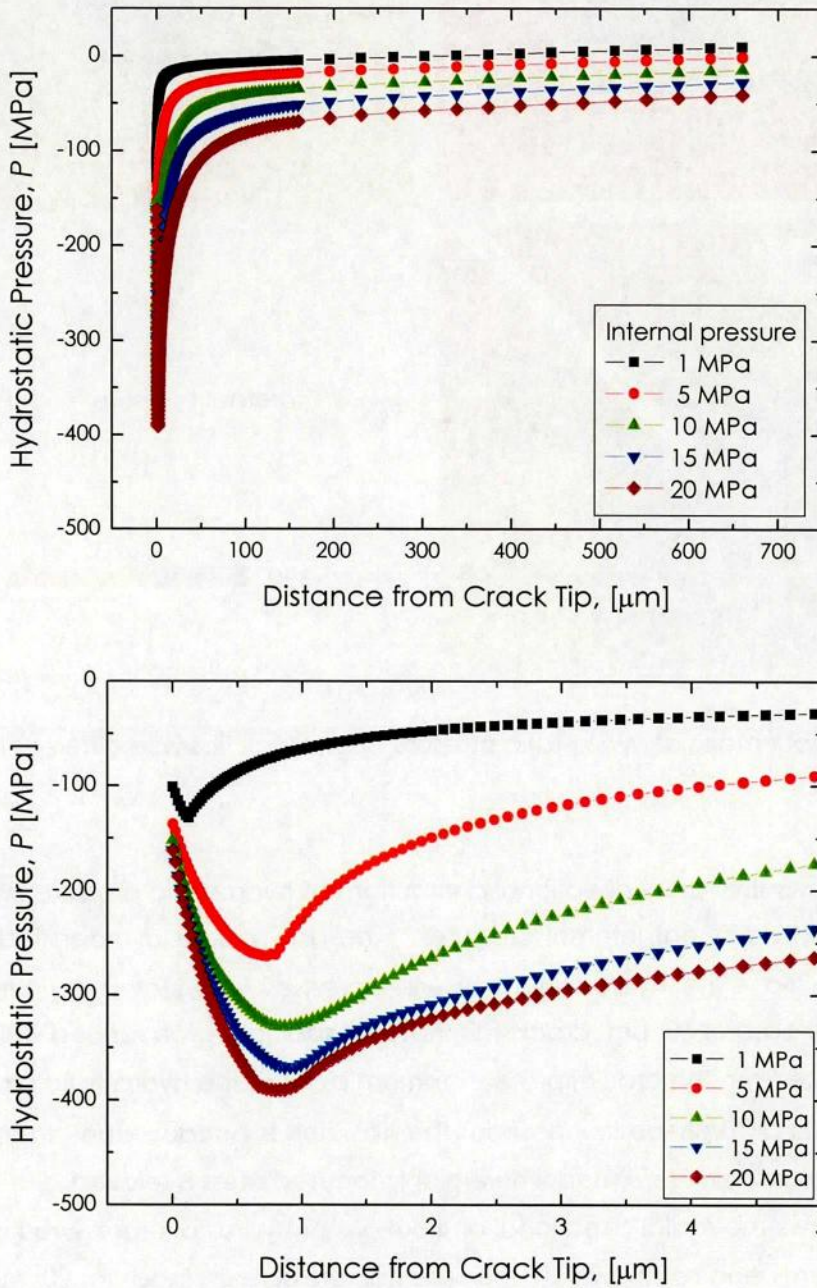 0
-100
-200
-300
-400
-500
Hydrostatic Pressure, P [MPa]
Internal pressure
1 MPa
5 MPa
10 MPa
15 MPa
20 MPa
0 100 200 300 400 500 600 700
Distance from Crack Tip, [μm]
0
-100
-200
-300
-400
-500
Hydrostatic Pressure, P [MPa]
1 MPa
5 MPa
10 MPa
15 MPa
20 MPa
0 1 2 3 4
Distance from Crack Tip, [μm]